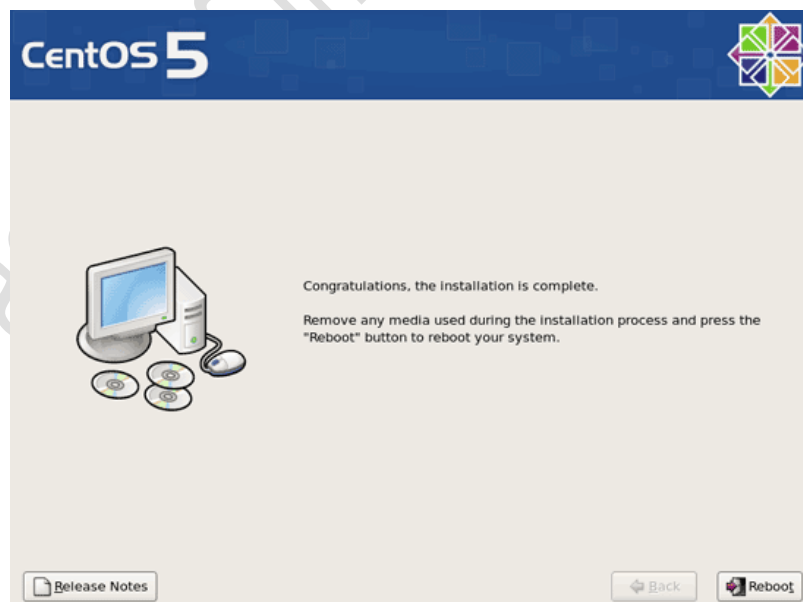 CentOS 5
Congratulations, the installation is complete.
Remove any media used during the installation process and press the
"Reboot" button to reboot your system.
Release Notes
Back
Reboot